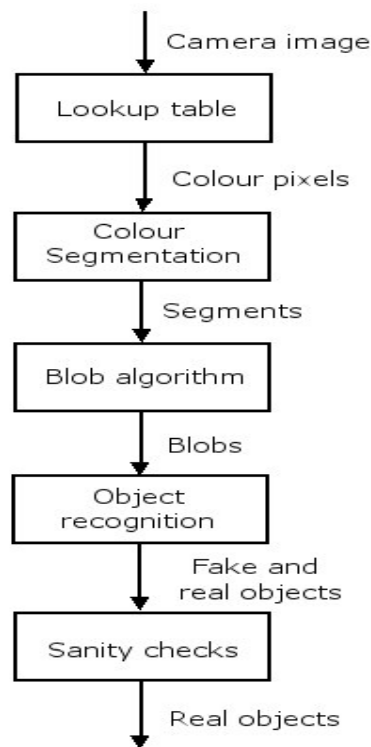 Camera image
Lookup table
Colour pixels
Colour
Segmentation
Segments
Blob algorithm
Blobs
Object
recognition
Fake and
real objects
Sanity checks
Real objects